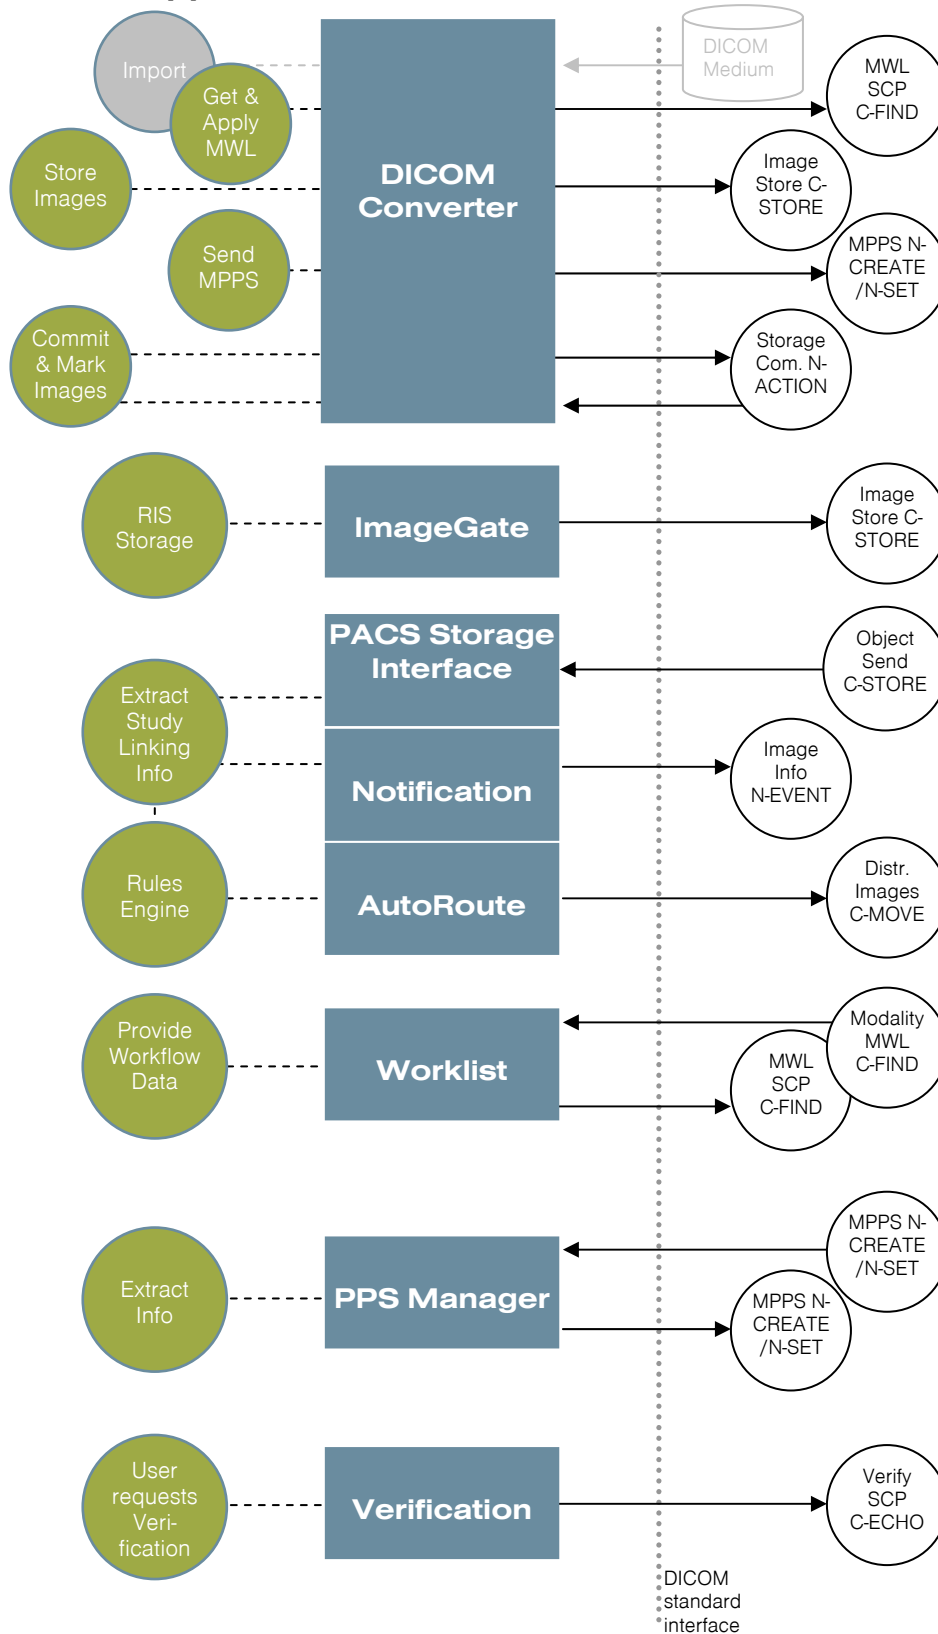 Import
DICOM
Medium
Get &
Apply
MWL
MWL
SCP
C-FIND
Store
Images
DICOM
Converter
Image
Store C-
STORE
Send
MPPS
MPPS N-
CREATE
/N-SET
Commit
& Mark
Images
Storage
Com. N-
ACTION
RIS
Storage
ImageGate
Image
Store C-
STORE
PACS Storage
Interface
Object
Send
C-STORE
Extract
Study
Linking
Info
Notification
Image
Info
N-EVENT
Rules
Engine
AutoRoute
Distr.
Images
C-MOVE
Provide
Workflow
Data
Worklist
Modality
MWL
C-FIND
MWL
SCP
C-FIND
Extract
Info
PPS Manager
MPPS N-
CREATE
/N-SET
MPPS N-
CREATE
/N-SET
User
requests
Veri-
fication
Verification
Verify
SCP
C-ECHO
DICOM
standard
interface